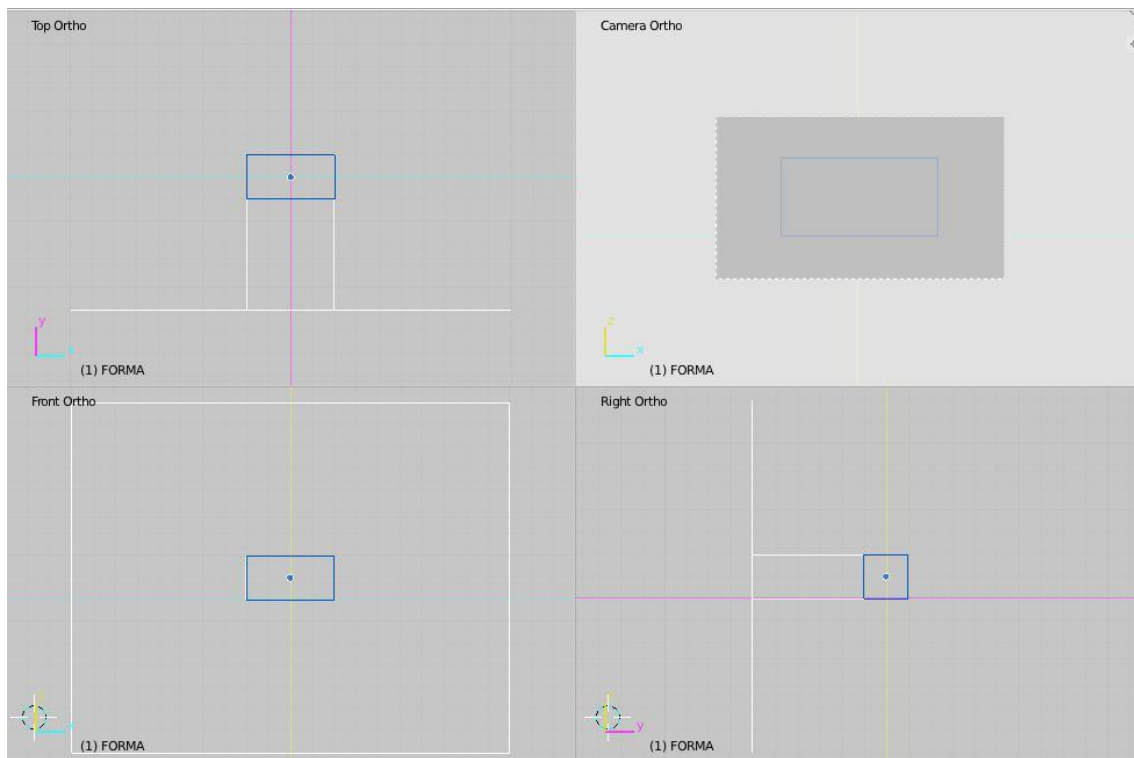 Top Ortho
y
x
(1) FORMA
Camera Ortho
z
x
(1) FORMA
Front Ortho
(1) FORMA
Right Ortho
y
(1) FORMA